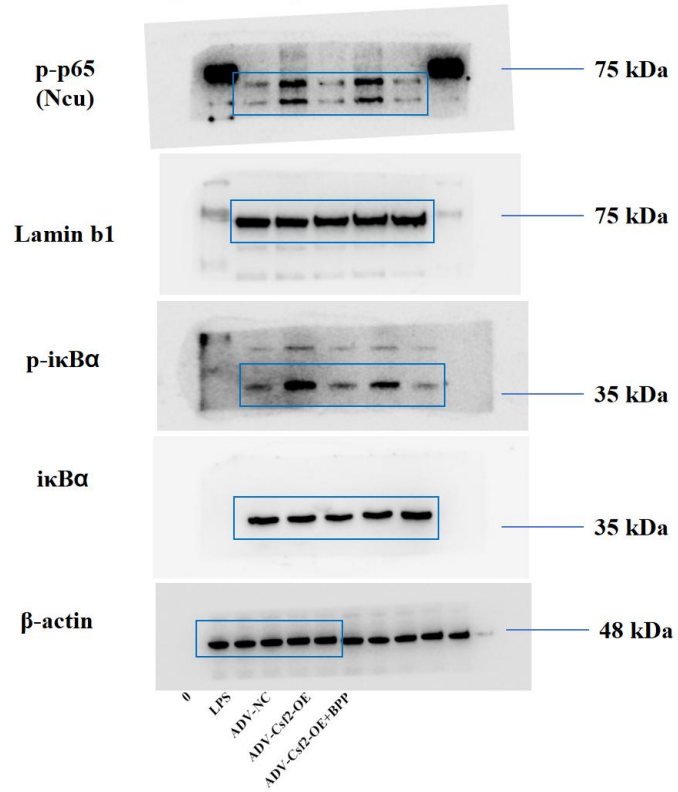 p-p65
(Ncu)
75 kDa
Lamin b1
75 kDa
p-iκBα
35 kDa
iκBα
35 kDa
β-actin
48 kDa
0
LPS
ADV-NC
ADV-Csf2-OE
ADV-Csf2-OE+BPP